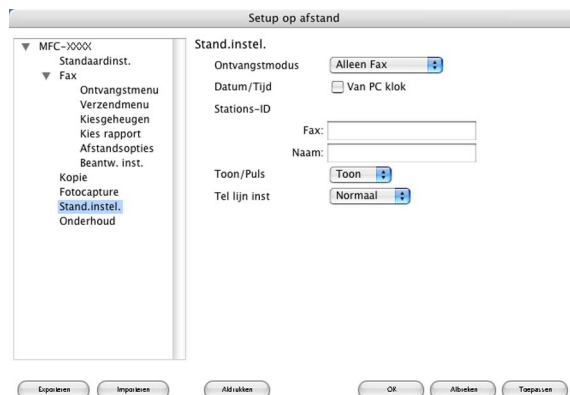 Setup op afstand
MFC-XXXX
Standaardinst.
Fax
Ontvangstmenu
Verzendmenu
Kiesgeheugen
Kies rapport
Afstandsopties
Beantw. inst.
Kopie
Fotocapture
Stand.instel.
Onderhoud
Stand.instel.
Ontvangstmodus Alleen Fax
Datum/Tijd Van PC klok
Stations-ID
Fax:
Naam:
Toon/Puls Toon
Tel lijn inst Normaal
Exporteren Importeren Afdrukken OK Afbreken Toepassen